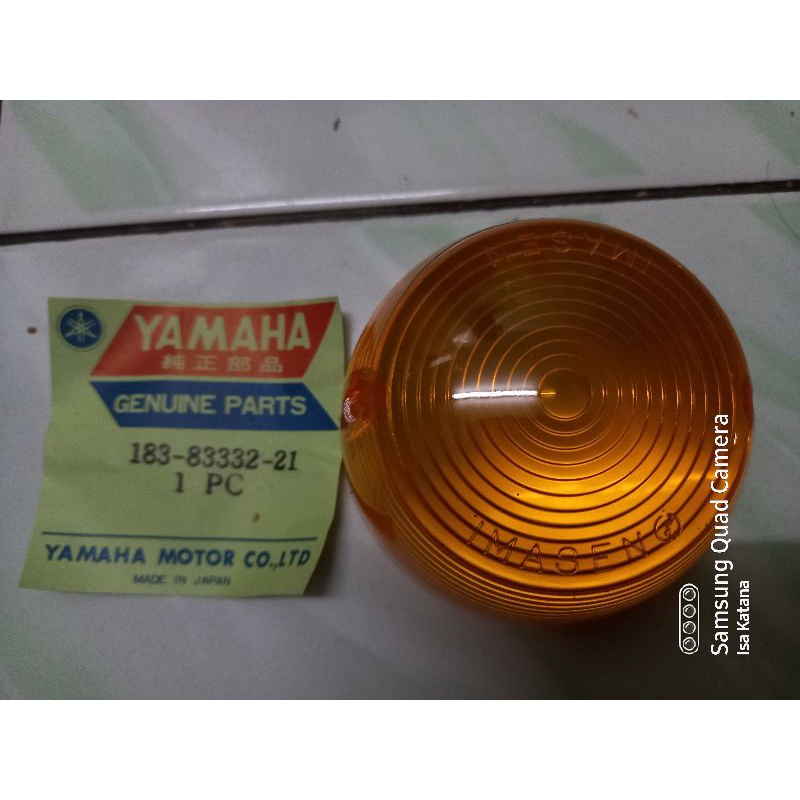 YAMAHA
純正部品
GENUINE PARTS
183-83332-21
1 PC
YAMAHA MOTOR CO.,LTD
MADE IN JAPAN
IMASEN
IMASEN
Samsung Quad Camera
Isa Katana